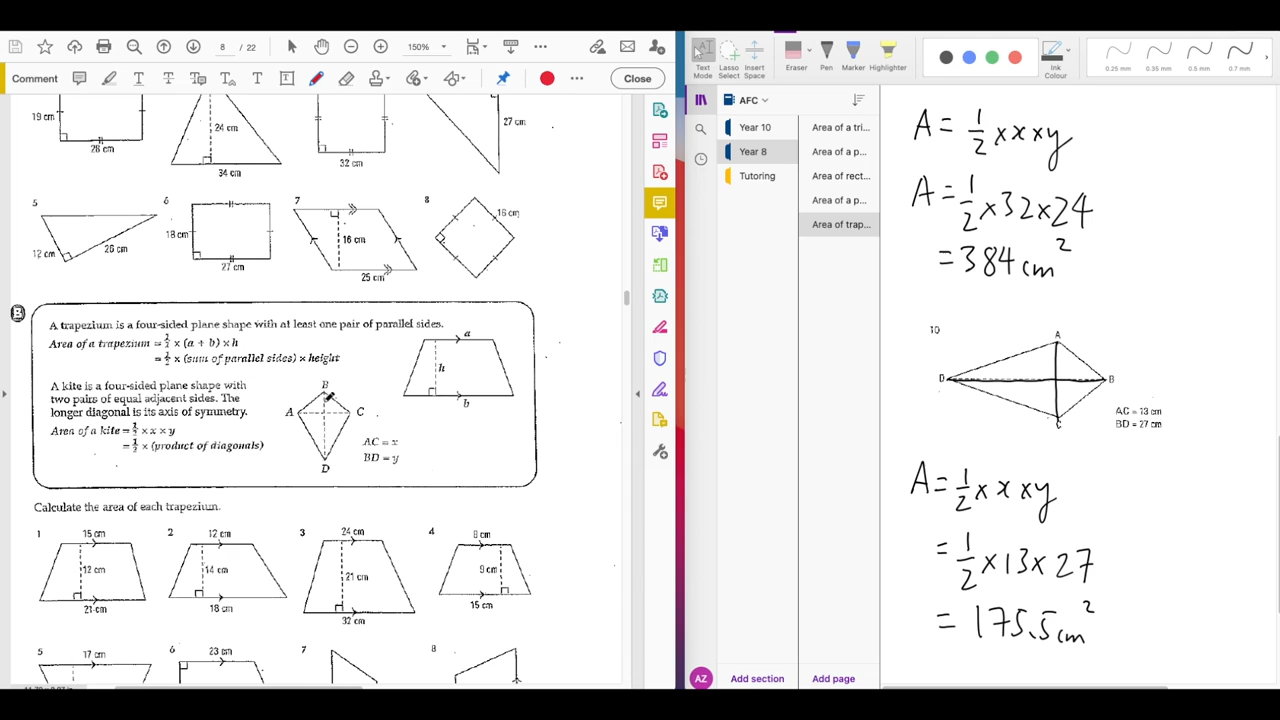 8 / 22
150%
Comment
Close
19 cm
28 cm
24 cm
34 cm
32 cm
27 cm
5
12 cm
26 cm
6
18 cm
27 cm
7
16 cm
25 cm
8
16 cm
B
A trapezium is a four-sided plane shape with at least one pair of parallel sides.
Area of a trapezium = ½ × (a + b) × h
= ½ × (sum of parallel sides) × height
a
h
b
A kite is a four-sided plane shape with
two pairs of equal adjacent sides. The
longer diagonal is its axis of symmetry.
Area of a kite = ½ × x × y
= ½ × (product of diagonals)
B
A
C
D
AC = x
BD = y
Calculate the area of each trapezium.
1
15 cm
12 cm
21 cm
2
12 cm
14 cm
18 cm
3
24 cm
21 cm
32 cm
4
8 cm
9 cm
15 cm
5
17 cm
6
23 cm
7
8
Text Mode
Lasso Select
Insert Space
Eraser
Pen
Marker
Highlighter
Ink Colour
0.25 mm
0.35 mm
0.5 mm
0.7 mm
AFC
Year 10
Year 8
Tutoring
Area of a tri...
Area of a p...
Area of rect...
Area of a p...
Area of trap...
AZ
Add section
Add page
A = ½ × x × y
A = ½ × 32 × 24
= 384 cm²
10
A
D
B
C
AC = 13 cm
BD = 27 cm
A = ½ × x × y
= ½ × 13 × 27
= 175.5 cm²